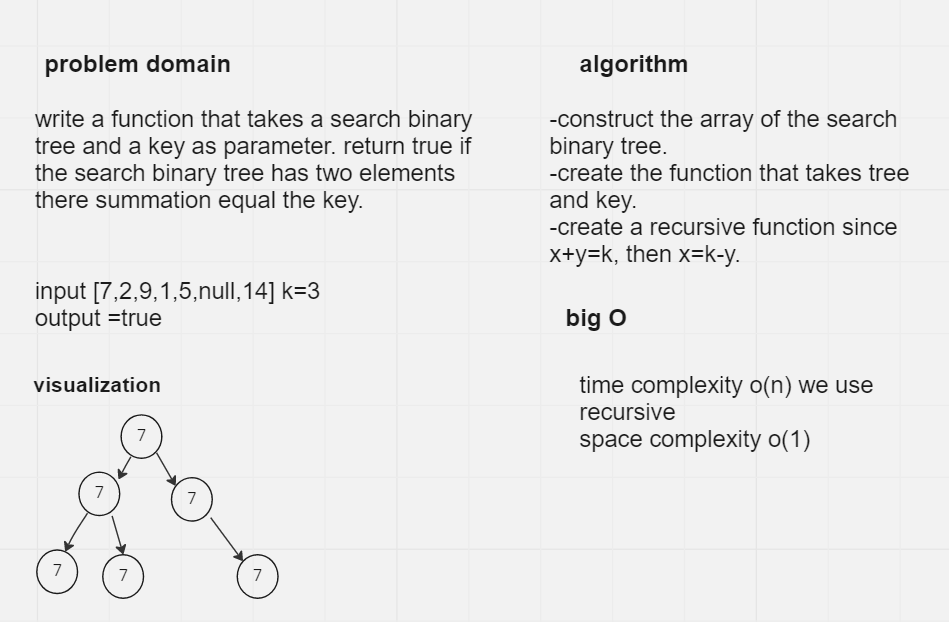 problem domain
write a function that takes a search binary
tree and a key as parameter. return true if
the search binary tree has two elements
there summation equal the key.
input [7,2,9,1,5,null,14] k=3
output =true
visualization
7
7
7
7
7
7
algorithm
-construct the array of the search
binary tree.
-create the function that takes tree
and key.
-create a recursive function since
x+y=k, then x=k-y.
big O
time complexity o(n) we use
recursive
space complexity o(1)